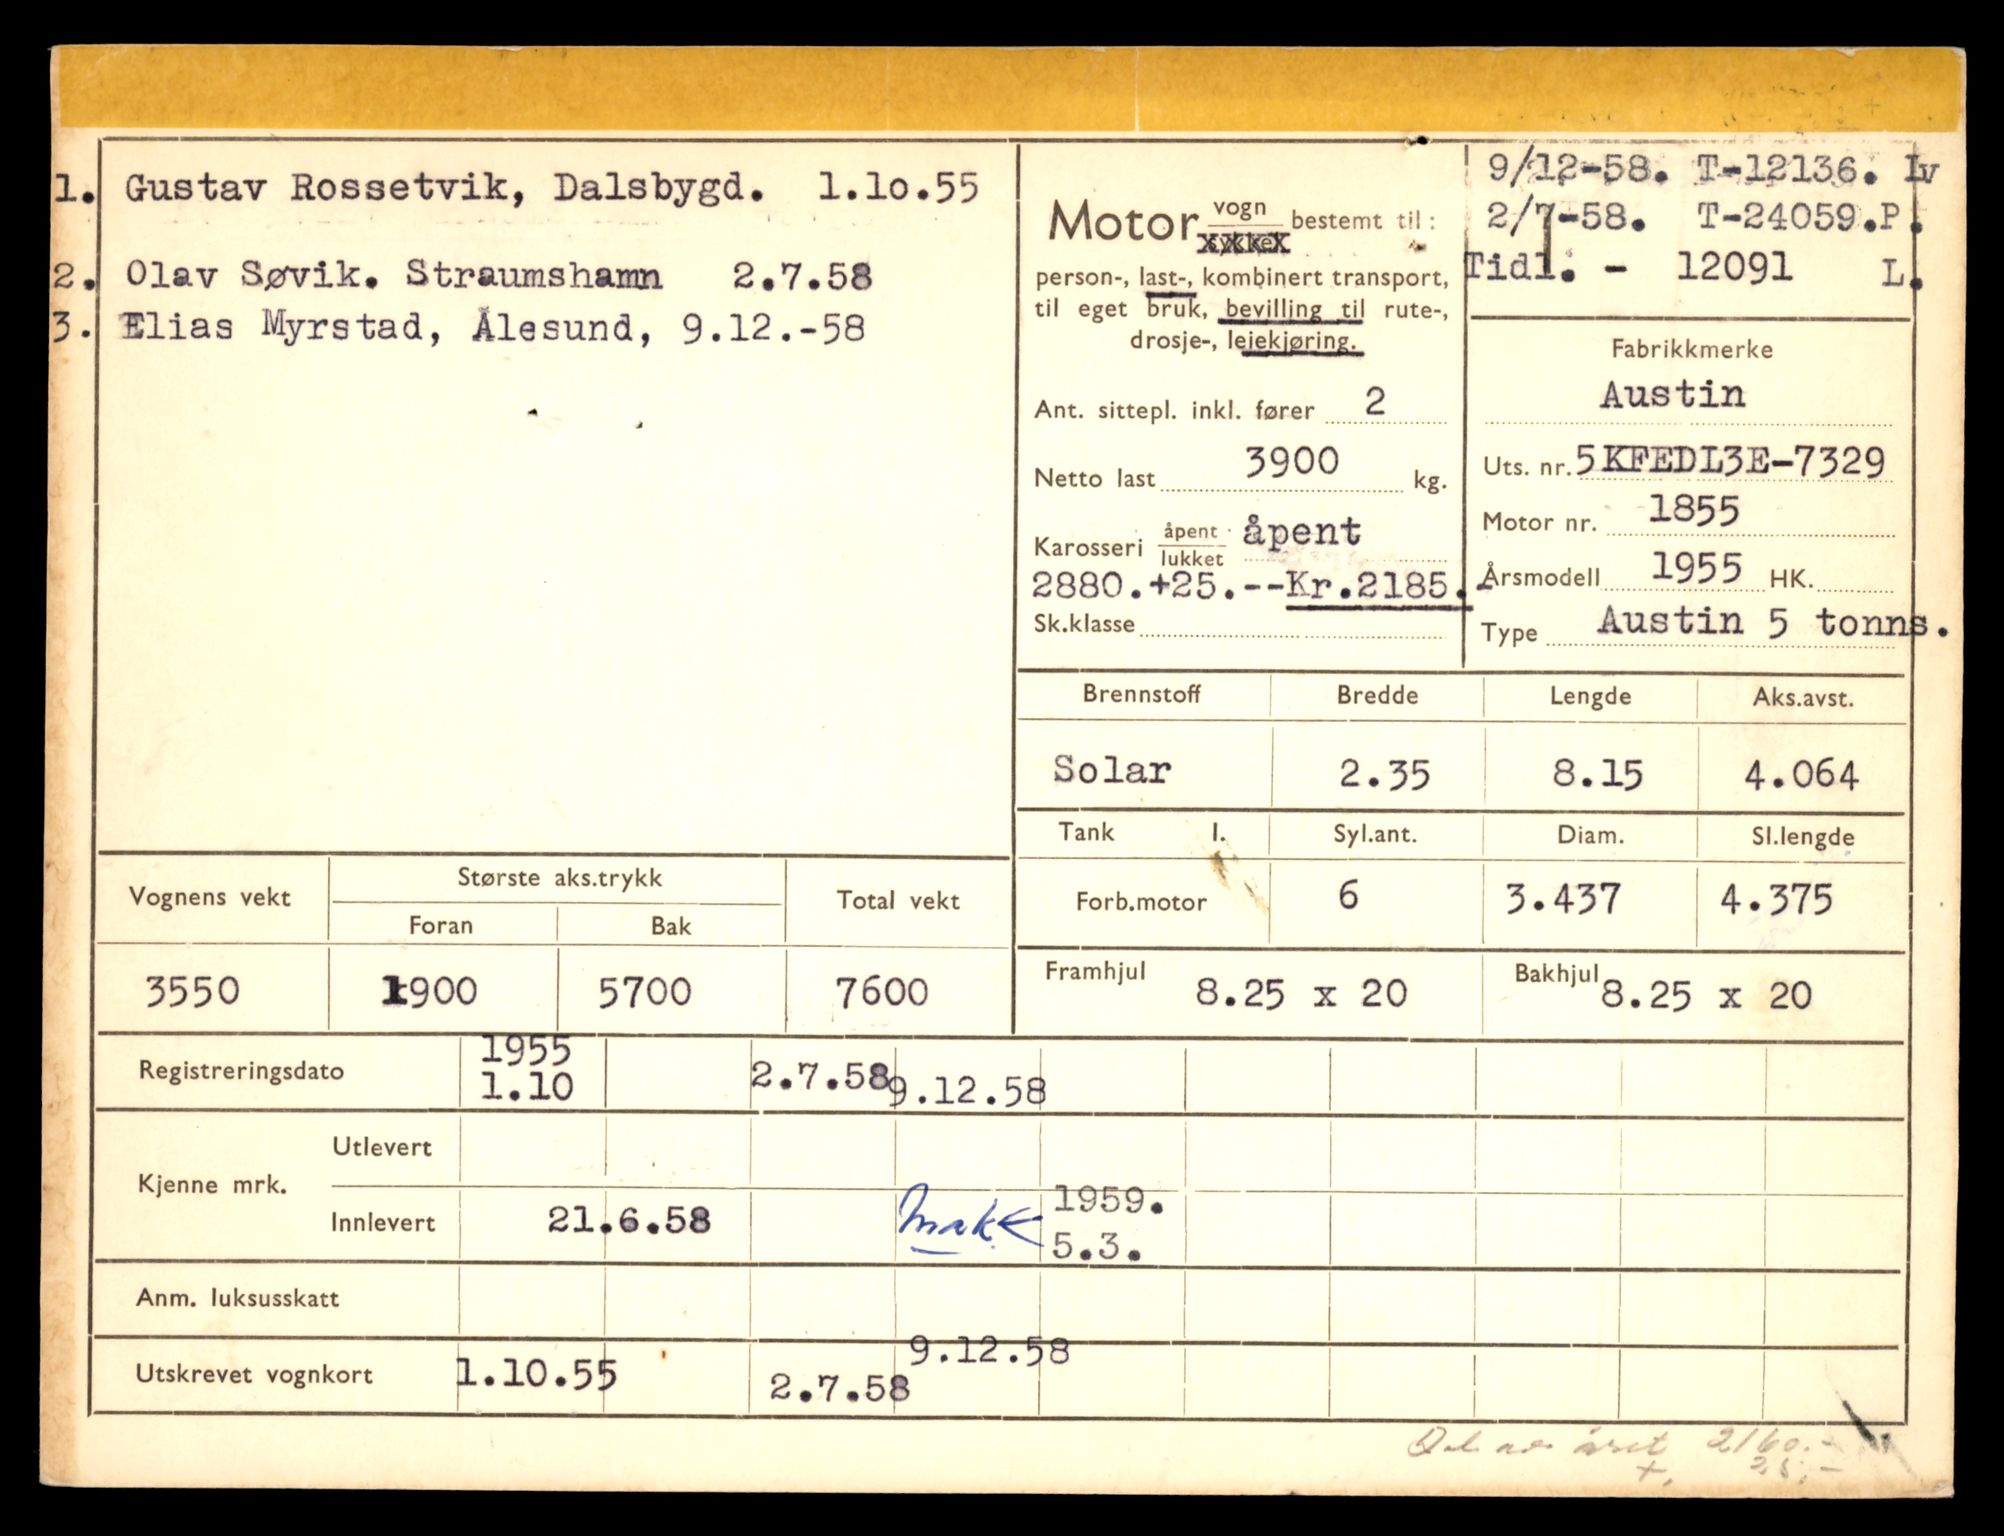 1. Gustav Rossetvik, Dalsbygd. 1.10.55
2. Olav Søvik. Straumshamn 2.7.58
3. Elias Myrstad, Ålesund, 9.12.-58
Motor vogn bestemt til:
sykkel
person-, last-, kombinert transport,
til eget bruk, bevilling til rute-,
drosje-, leiekjøring.
Ant. sittepl. inkl. fører 2
Netto last 3900 kg.
Karosseri åpent lukket åpent
2880.+25.--Kr.2185.-
Sk.klasse
9/12-58. T-12136. Lv
2/7-58. T-24059.P.
Tidl. - 12091 L.
Fabrikkmerke
Austin
Uts. nr. 5KFEDL3E-7329
Motor nr. 1855
Årsmodell 1955 HK.
Type Austin 5 tonns.
Brennstoff Bredde Lengde Aks.avst.
Solar 2.35 8.15 4.064
Tank l. Syl.ant. Diam. Sl.lengde
Forb.motor 6 3.437 4.375
Framhjul 8.25 x 20 Bakhjul 8.25 x 20
Vognens vekt Største aks.trykk Total vekt
Foran Bak
3550 1900 5700 7600
Registreringsdato 1955 1.10 2.7.58 9.12.58
Kjenne mrk. Utlevert
Innlevert 21.6.58 1959. 5.3.
Anm. luksusskatt
Utskrevet vognkort 1.10.55 2.7.58 9.12.58
året 2160.-
+. 25,-